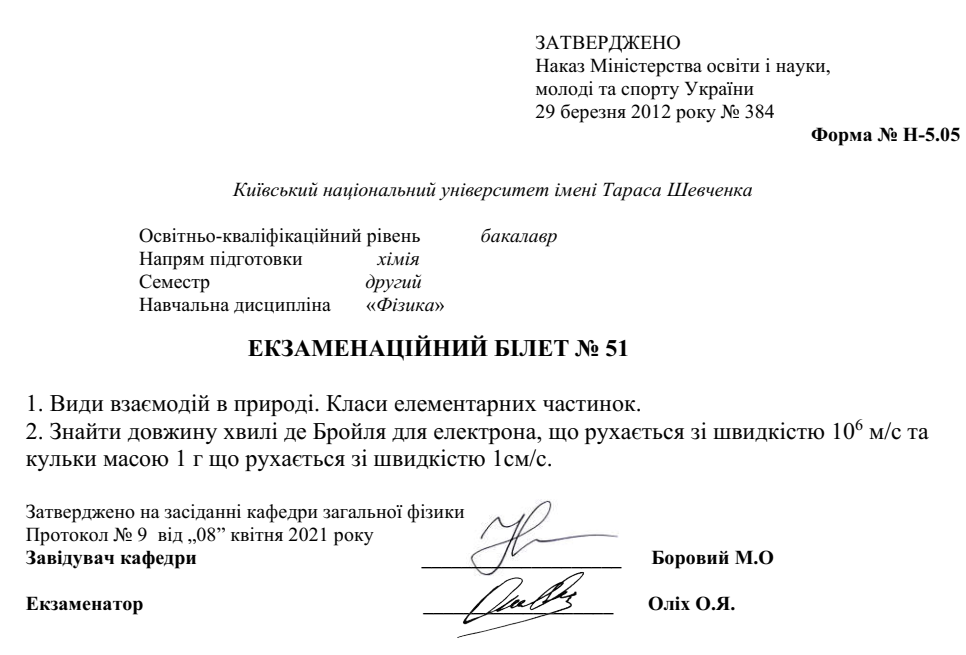 ЗАТВЕРДЖЕНО
Наказ Міністерства освіти і науки,
молоді та спорту України
29 березня 2012 року № 384
Форма № Н-5.05
Київський національний університет імені Тараса Шевченка
Освітньо-кваліфікаційний рівень бакалавр
Напрям підготовки хімія
Семестр другий
Навчальна дисципліна «Фізика»
ЕКЗАМЕНАЦІЙНИЙ БІЛЕТ № 51
1. Види взаємодій в природі. Класи елементарних частинок.
2. Знайти довжину хвилі де Бройля для електрона, що рухається зі швидкістю 10⁶ м/с та
кульки масою 1 г що рухається зі швидкістю 1см/с.
Затверджено на засіданні кафедри загальної фізики
Протокол № 9 від „08” квітня 2021 року
Завідувач кафедри ____________________ Боровий М.О
Екзаменатор ____________________ Оліх О.Я.